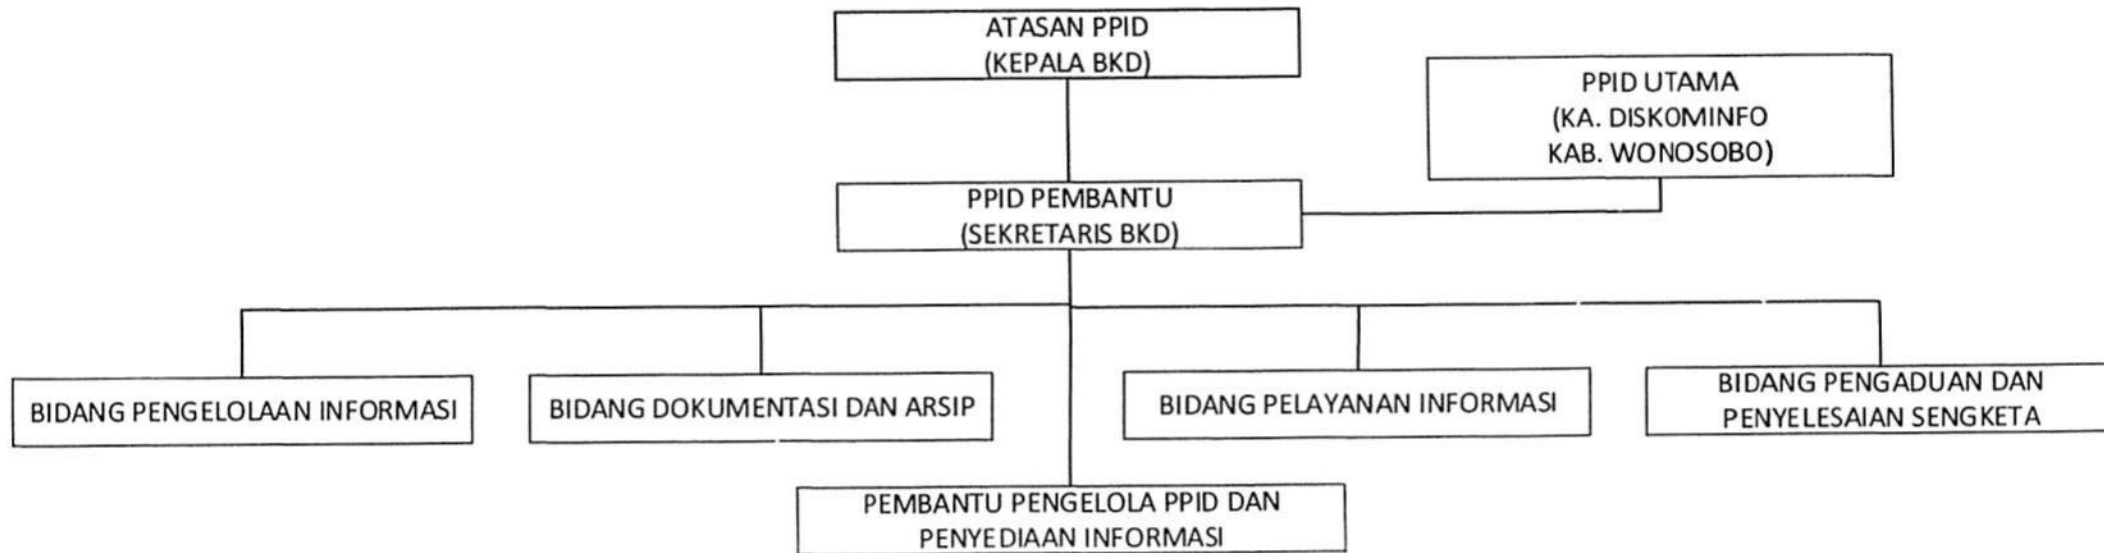 ATASAN PPID
(KEPALA BKD)
PPID UTAMA
(KA. DISKOMINFO
KAB. WONOSOBO)
PPID PEMBANTU
(SEKRETARIS BKD)
BIDANG PENGELOLAAN INFORMASI
BIDANG DOKUMENTASI DAN ARSIP
BIDANG PELAYANAN INFORMASI
BIDANG PENGADUAN DAN
PENYELESAIAN SENGKETA
PEMBANTU PENGELOLA PPID DAN
PENYEDIAAN INFORMASI